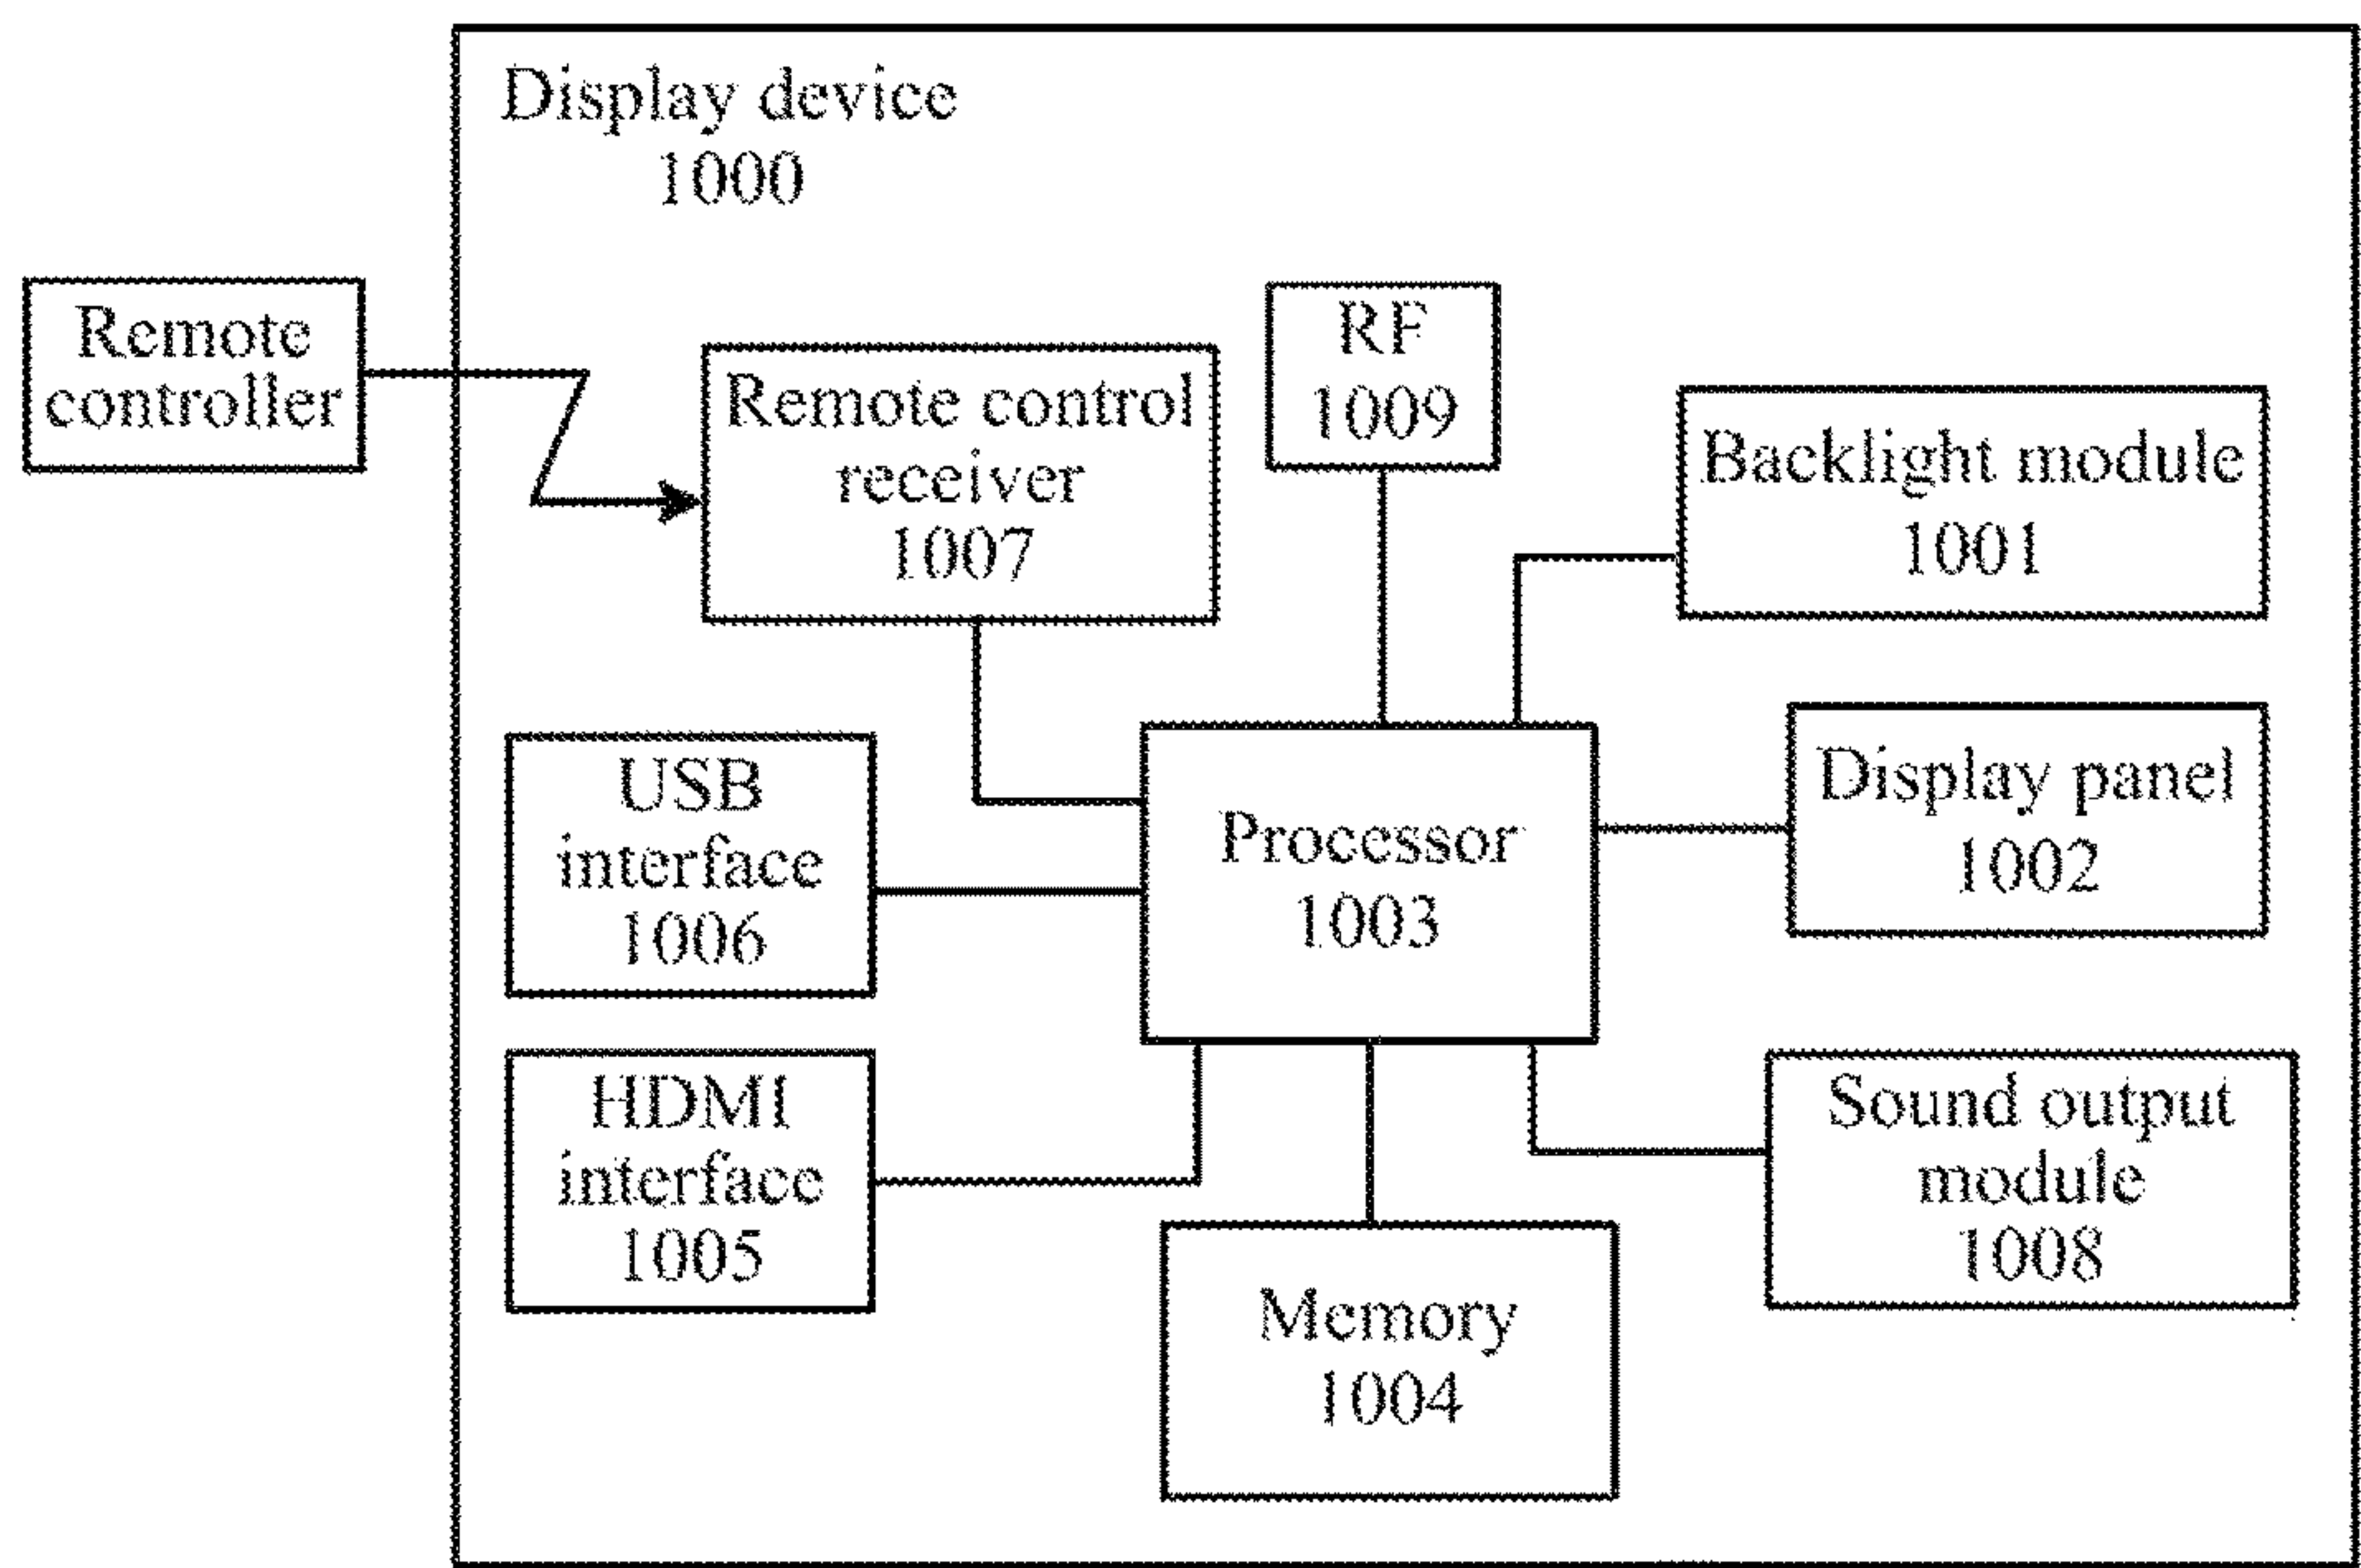 Display device
1000
Remote
controller
Remote control
receiver
1007
RF
1009
Backlight module
1001
USB
interface
1006
Processor
1003
Display panel
1002
HDMI
interface
1005
Memory
1004
Sound output
module
1008